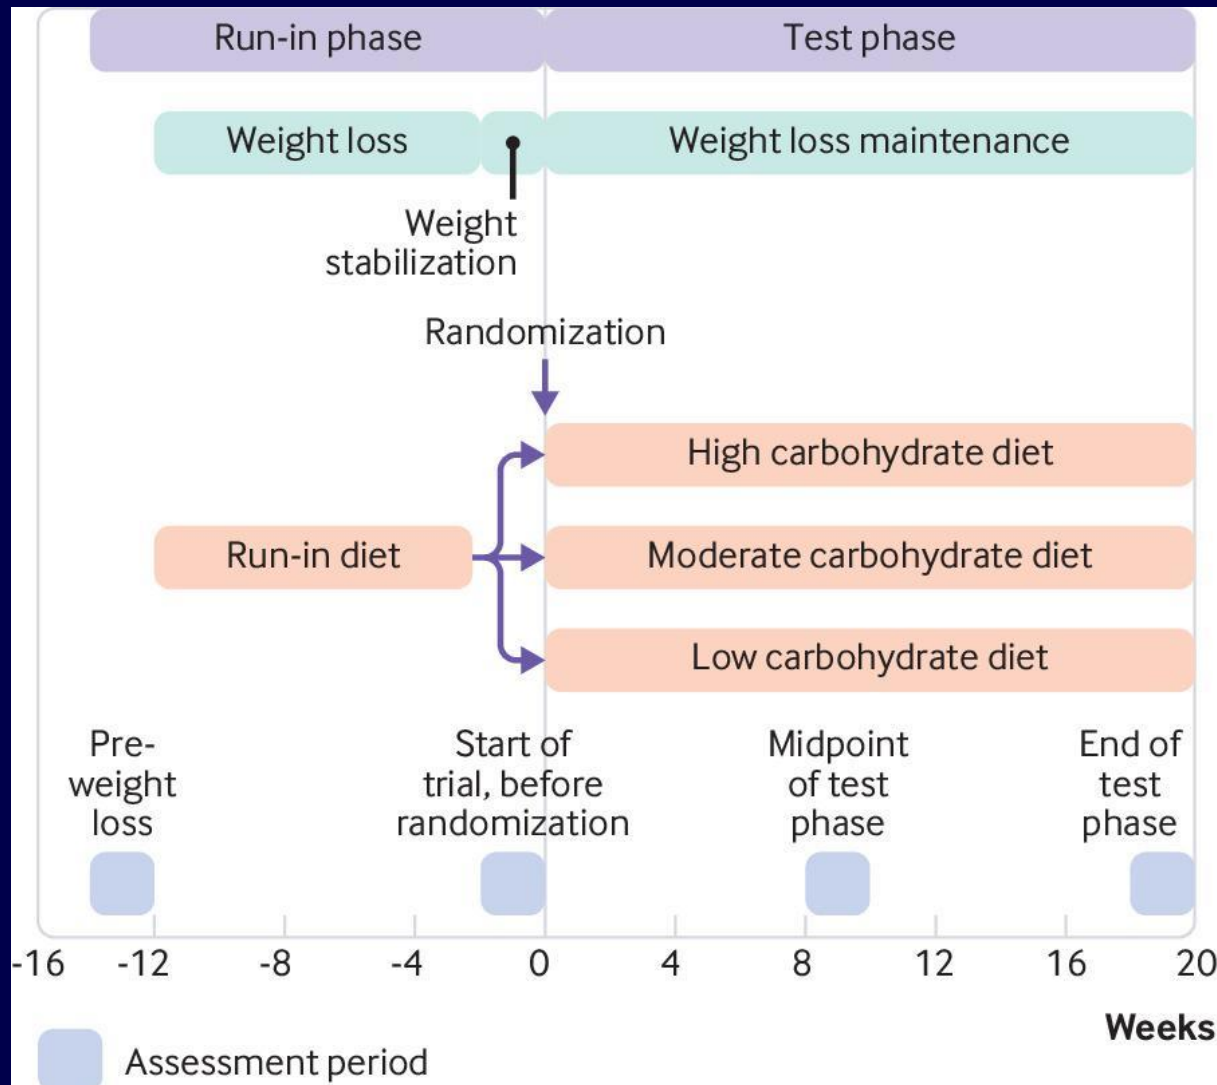 Run-in phase
Test phase
Weight loss
Weight loss maintenance
Weight
stabilization
Randomization
High carbohydrate diet
Run-in diet
Moderate carbohydrate diet
Low carbohydrate diet
Pre-
weight
loss
Start of
trial, before
randomization
Midpoint
of test
phase
End of
test
phase
-16 -12 -8 -4 0 4 8 12 16 20
Weeks
Assessment period